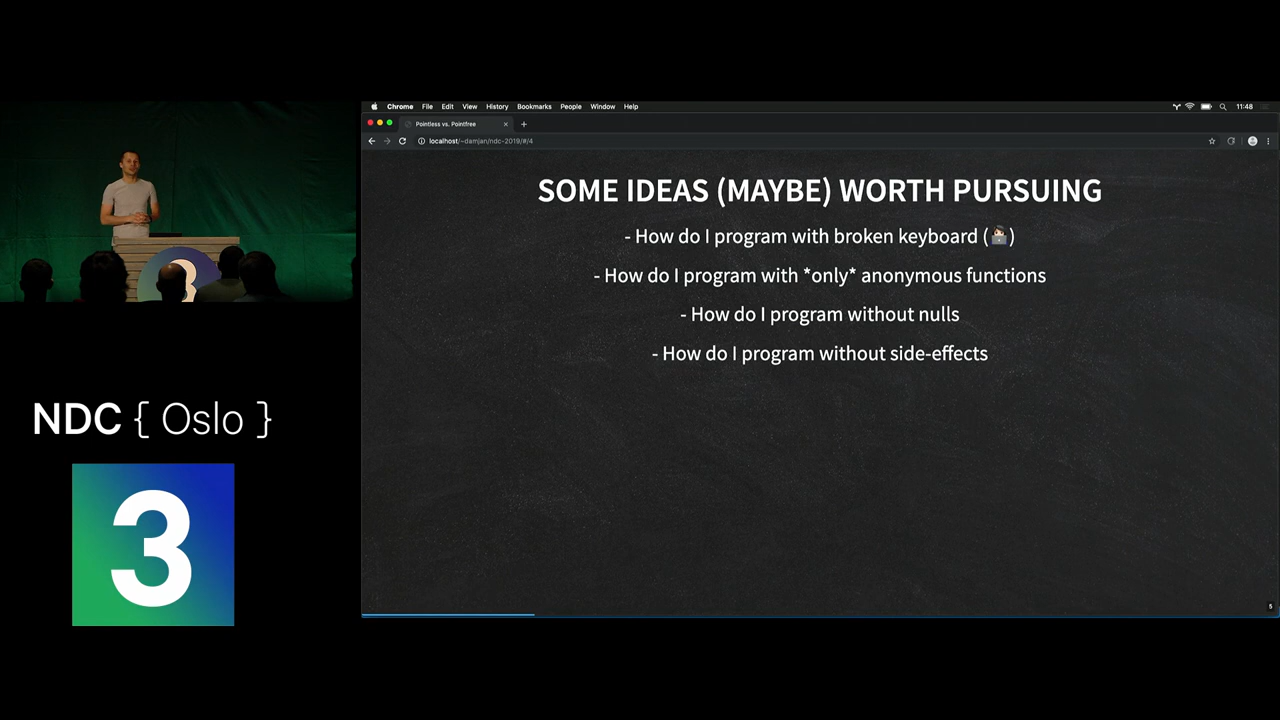 Chrome File Edit View History Bookmarks People Window Help 11:48
Pointless vs. Pointfree
localhost/~damjan/ndc-2019/#/4
SOME IDEAS (MAYBE) WORTH PURSUING
- How do I program with broken keyboard (👨🏻‍💻)
- How do I program with *only* anonymous functions
- How do I program without nulls
- How do I program without side-effects
5
3
NDC { Oslo }
3